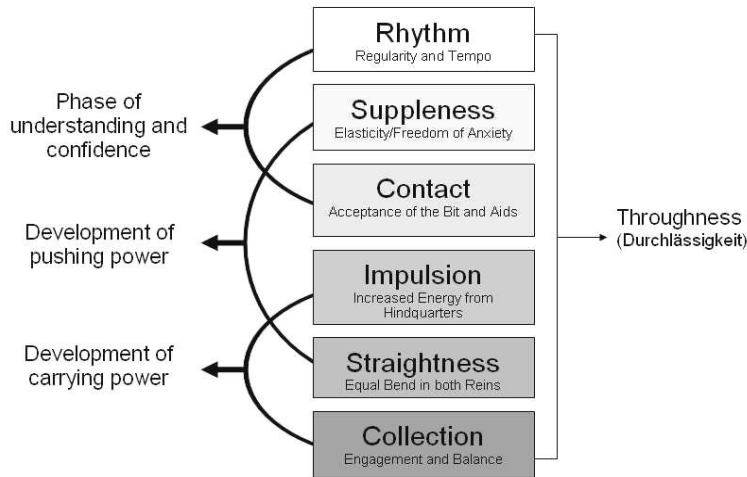 Rhythm
Regularity and Tempo
Phase of
understanding and
confidence
Suppleness
Elasticity/Freedom of Anxiety
Contact
Acceptance of the Bit and Aids
Throughness
(Durchlässigkeit)
Development of
pushing power
Impulsion
Increased Energy from
Hindquarters
Development of
carrying power
Straightness
Equal Bend in both Reins
Collection
Engagement and Balance